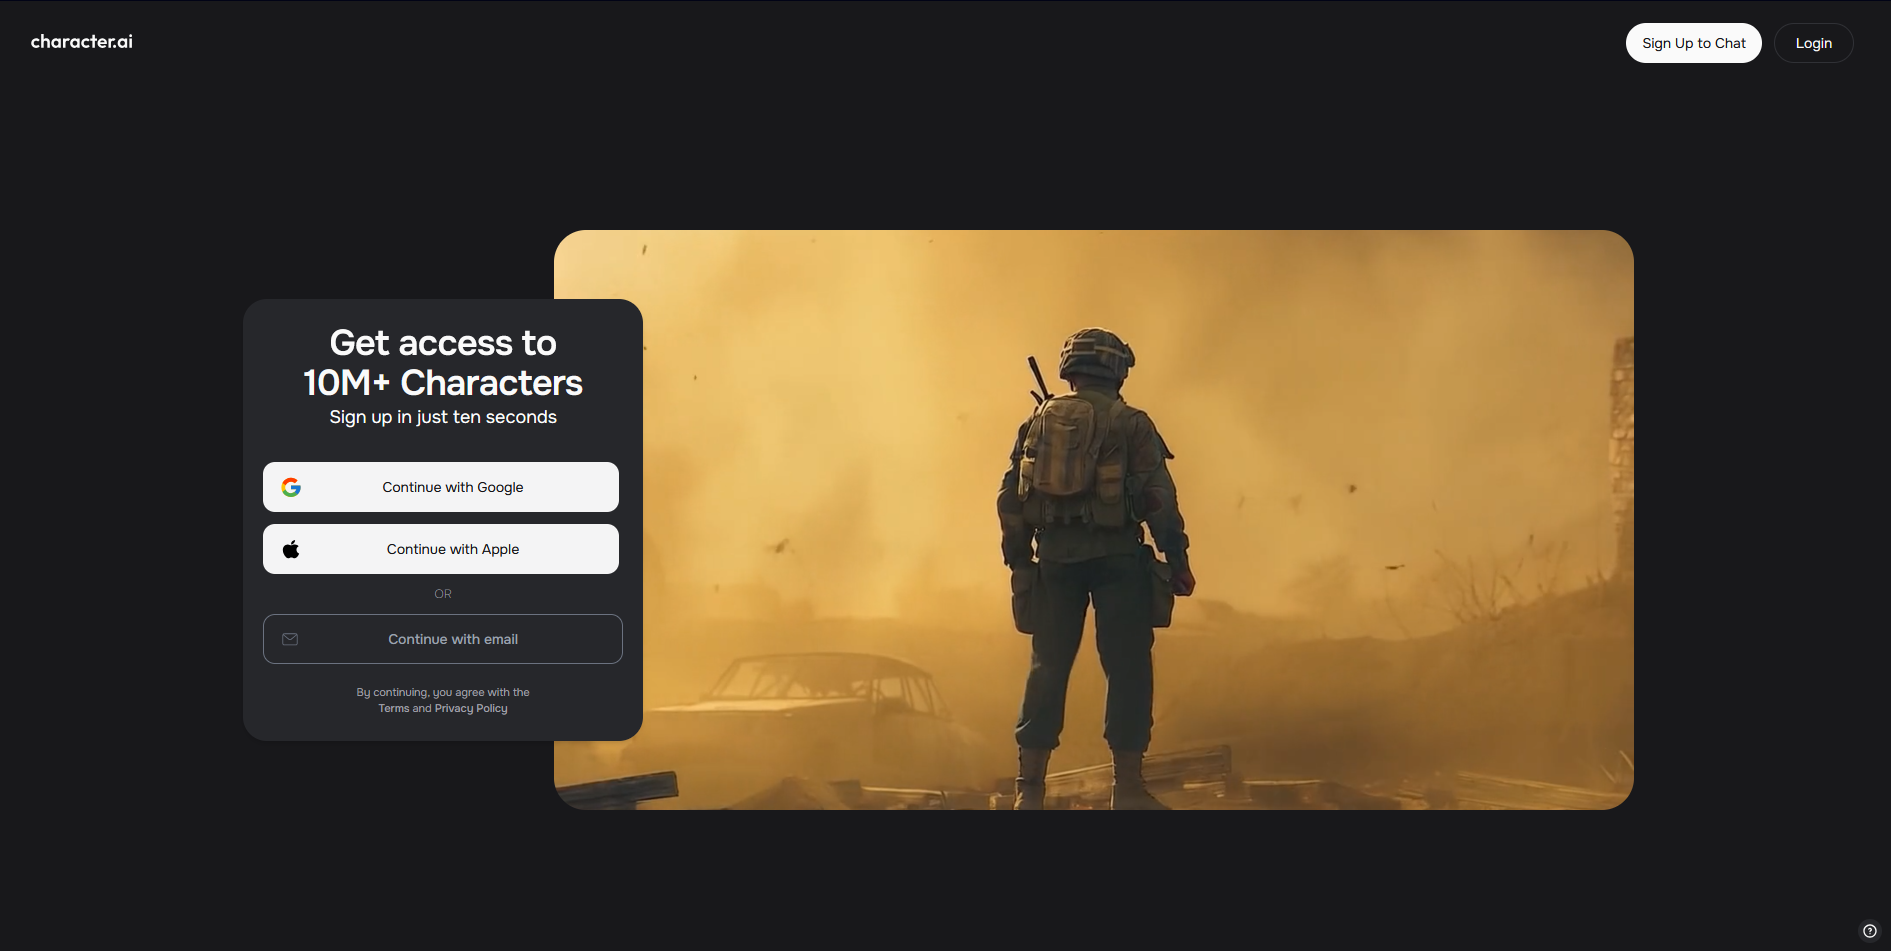 character.ai
Sign Up to Chat
Login
Get access to
10M+ Characters
Sign up in just ten seconds
Continue with Google
Continue with Apple
OR
Continue with email
By continuing, you agree with the
Terms and Privacy Policy